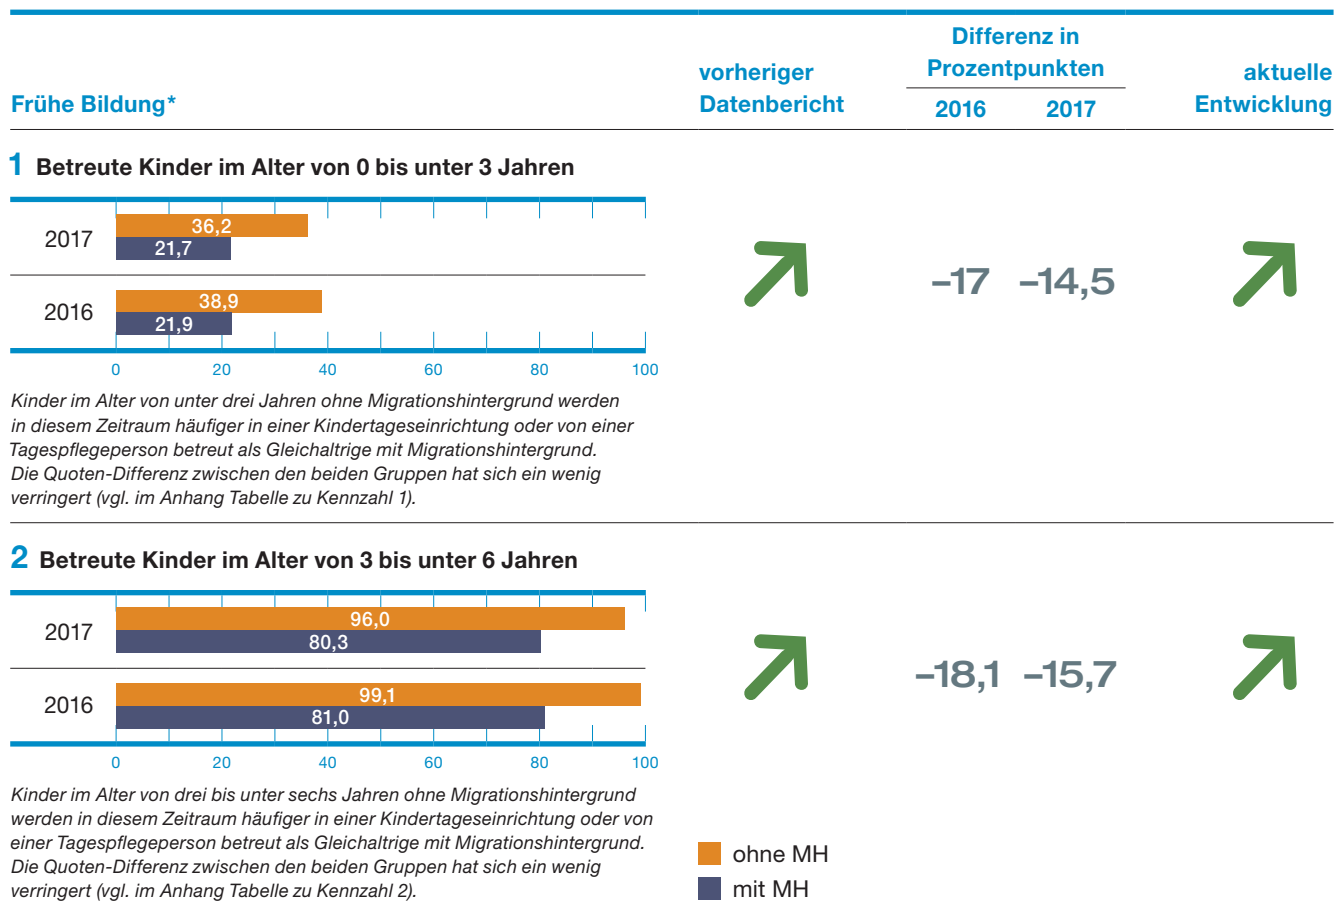 Frühe Bildung*
vorheriger
Datenbericht
Differenz in
Prozentpunkten
2016 2017
aktuelle
Entwicklung
1 Betreute Kinder im Alter von 0 bis unter 3 Jahren
2017
36,2
21,7
2016
38,9
21,9
0 20 40 60 80 100
–17 –14,5
Kinder im Alter von unter drei Jahren ohne Migrationshintergrund werden
in diesem Zeitraum häufiger in einer Kindertageseinrichtung oder von einer
Tagespflegeperson betreut als Gleichaltrige mit Migrationshintergrund.
Die Quoten-Differenz zwischen den beiden Gruppen hat sich ein wenig
verringert (vgl. im Anhang Tabelle zu Kennzahl 1).
2 Betreute Kinder im Alter von 3 bis unter 6 Jahren
2017
96,0
80,3
2016
99,1
81,0
0 20 40 60 80 100
–18,1 –15,7
Kinder im Alter von drei bis unter sechs Jahren ohne Migrationshintergrund
werden in diesem Zeitraum häufiger in einer Kindertageseinrichtung oder von
einer Tagespflegeperson betreut als Gleichaltrige mit Migrationshintergrund.
Die Quoten-Differenz zwischen den beiden Gruppen hat sich ein wenig
verringert (vgl. im Anhang Tabelle zu Kennzahl 2).
ohne MH
mit MH